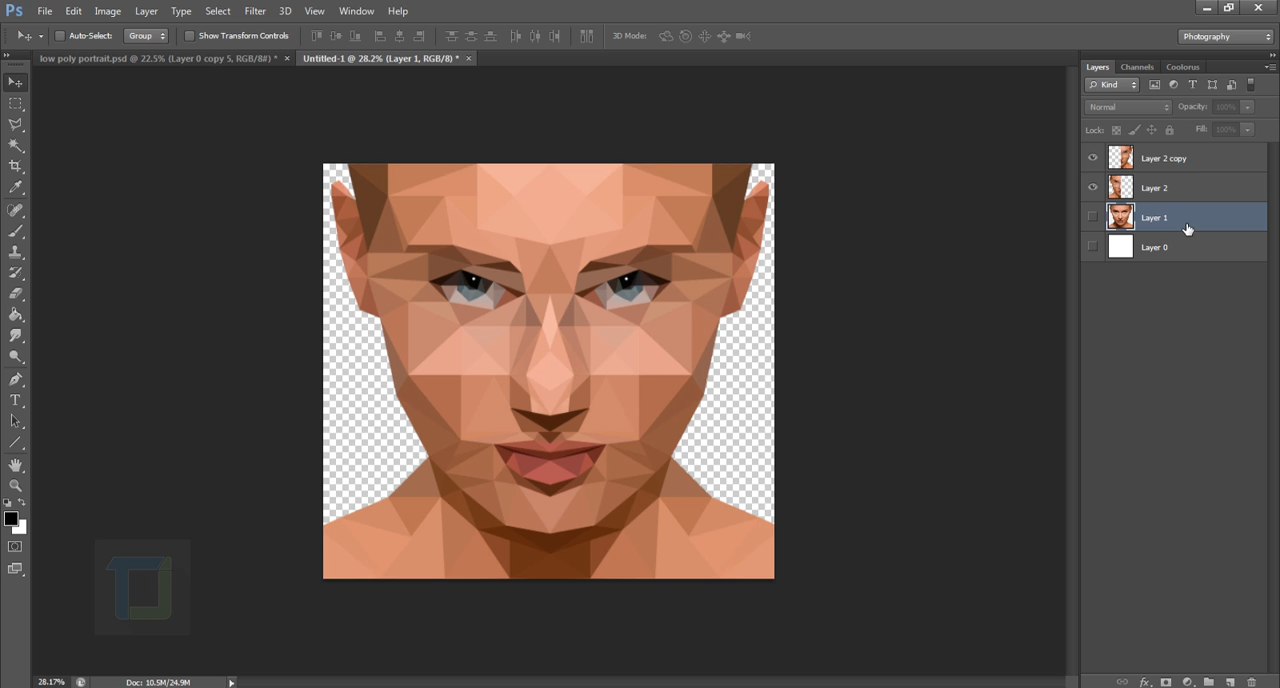 Ps File Edit Image Layer Type Select Filter 3D View Window Help
Auto-Select: Group Show Transform Controls 3D Mode: Photography
low poly portrait.psd @ 22.5% (Layer 0 copy 5, RGB/8#) * × Untitled-1 @ 28.2% (Layer 1, RGB/8) * ×
Layers Channels Coolorus
Kind
Normal Opacity: 100%
Lock: Fill: 100%
Layer 2 copy
Layer 2
Layer 1
Layer 0
28.17% Doc: 10.5M/24.9M